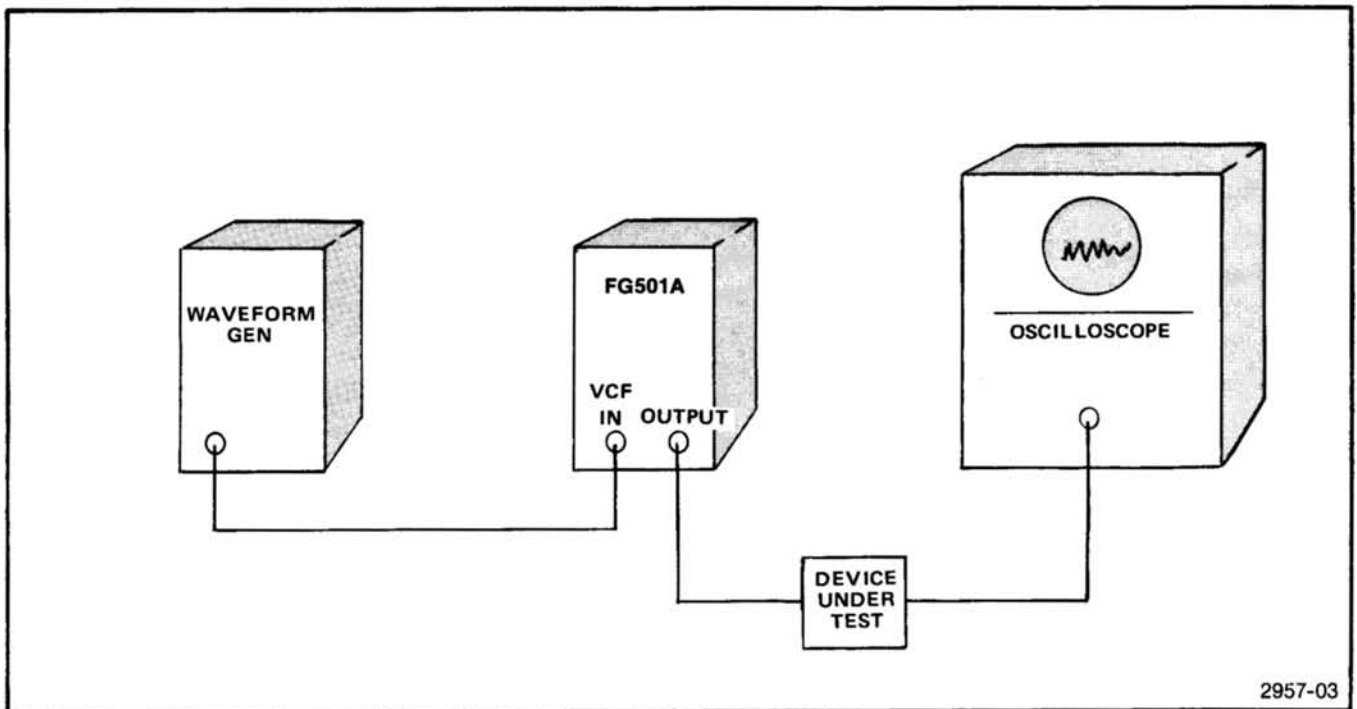 WAVEFORM
GEN
FG501A
VCF
IN OUTPUT
OSCILLOSCOPE
DEVICE
UNDER
TEST
2957-03